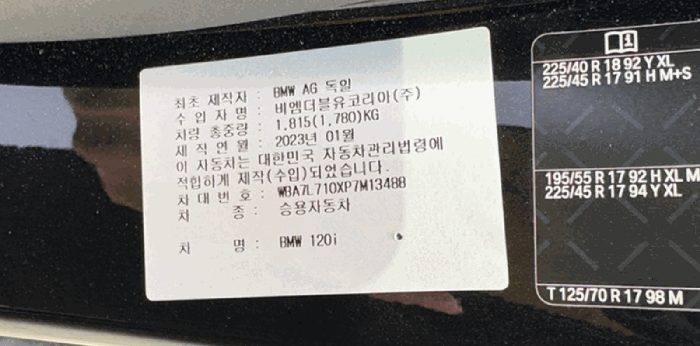 최초 제작자 : BMW AG 독일
수 입 자 명 : 비엠더블유코리아(주)
차량 총중량 : 1,815(1,780)KG
제 작 연 월 : 2023년 01월
이 자동차는 대한민국 자동차관리법령에
적합하게 제작(수입)되었습니다.
차 대 번 호 : WBA7L710XP7M13488
차 종 : 승용자동차
차 명 : BMW 120i
225/40 R 18 92 Y XL
225/45 R 17 91 H M+S
195/55 R 17 92 H XL M
225/45 R 17 94 Y XL
T 125/70 R 17 98 M